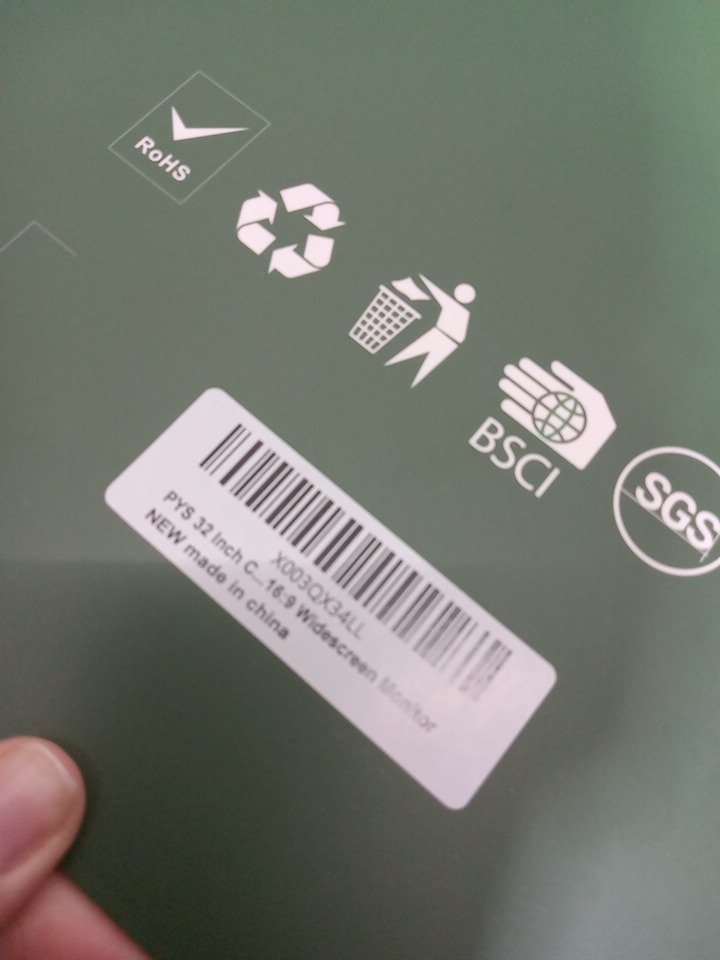 RoHS
BSCI
SGS
X003QX34LL
PYS 32 Inch C... 16:9 Widescreen Monitor
NEW made in china